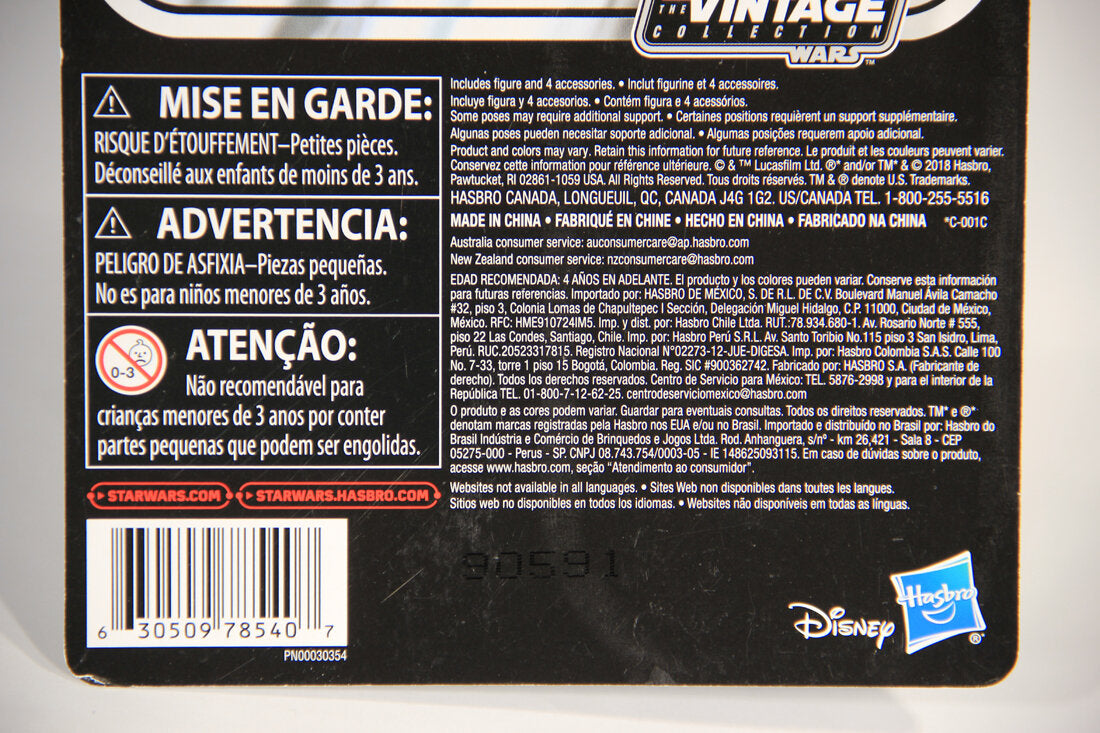 THE VINTAGE
COLLECTION
WARS™
MISE EN GARDE:
RISQUE D'ÉTOUFFEMENT–Petites pièces.
Déconseillé aux enfants de moins de 3 ans.
ADVERTENCIA:
PELIGRO DE ASFIXIA–Piezas pequeñas.
No es para niños menores de 3 años.
0-3
ATENÇÃO:
Não recomendável para
crianças menores de 3 anos por conter
partes pequenas que podem ser engolidas.
STARWARS.COM
STARWARS.HASBRO.COM
6 30509 78540 7
PN00030354
Includes figure and 4 accessories. • Inclut figurine et 4 accessoires.
Incluye figura y 4 accesorios. • Contém figura e 4 acessórios.
Some poses may require additional support. • Certaines positions requièrent un support supplémentaire.
Algunas poses pueden necesitar soporte adicional. • Algumas posições requerem apoio adicional.
Product and colors may vary. Retain this information for future reference. Le produit et les couleurs peuvent varier.
Conservez cette information pour référence ultérieure. © & ™ Lucasfilm Ltd. ®* and/or TM* & © 2018 Hasbro,
Pawtucket, RI 02861-1059 USA. All Rights Reserved. Tous droits réservés. TM & ® denote U.S. Trademarks.
HASBRO CANADA, LONGUEUIL, QC, CANADA J4G 1G2. US/CANADA TEL. 1-800-255-5516
MADE IN CHINA • FABRIQUÉ EN CHINE • HECHO EN CHINA • FABRICADO NA CHINA *C-001C
Australia consumer service: auconsumercare@ap.hasbro.com
New Zealand consumer service: nzconsumercare@hasbro.com
EDAD RECOMENDADA: 4 AÑOS EN ADELANTE. El producto y los colores pueden variar. Conserve esta información
para futuras referencias. Importado por: HASBRO DE MÉXICO, S. DE R.L. DE C.V. Boulevard Manuel Ávila Camacho
#32, piso 3, Colonia Lomas de Chapultepec I Sección, Delegación Miguel Hidalgo, C.P. 11000, Ciudad de México,
México. RFC: HME910724IM5. Imp. y dist. por: Hasbro Chile Ltda. RUT.:78.934.680-1. Av. Rosario Norte # 555,
piso 22 Las Condes, Santiago, Chile. Imp. por: Hasbro Perú S.R.L. Av. Santo Toribio No.115 piso 3 San Isidro, Lima,
Perú. RUC.20523317815. Registro Nacional N°02273-12-JUE-DIGESA. Imp. por: Hasbro Colombia S.A.S. Calle 100
No. 7-33, torre 1 piso 15 Bogotá, Colombia. Reg. SIC #900362742. Fabricado por: HASBRO S.A. (Fabricante de
derecho). Todos los derechos reservados. Centro de Servicio para México: TEL. 5876-2998 y para el interior de la
República TEL. 01-800-7-12-62-25. centrodeserviciomexico@hasbro.com
O produto e as cores podem variar. Guardar para eventuais consultas. Todos os direitos reservados. TM* e ®*
denotam marcas registradas pela Hasbro nos EUA e/ou no Brasil. Importado e distribuído no Brasil por: Hasbro do
Brasil Indústria e Comércio de Brinquedos e Jogos Ltda. Rod. Anhanguera, s/nº - km 26,421 - Sala 8 - CEP
05275-000 - Perus - SP. CNPJ 08.743.754/0003-05 - IE 148625093115. Em caso de dúvidas sobre o produto,
acesse www.hasbro.com, seção "Atendimento ao consumidor".
Websites not available in all languages. • Sites Web non disponibles dans toutes les langues.
Sitios web no disponibles en todos los idiomas. • Websites não disponíveis em todas as línguas.
90591
Disney
Hasbro®